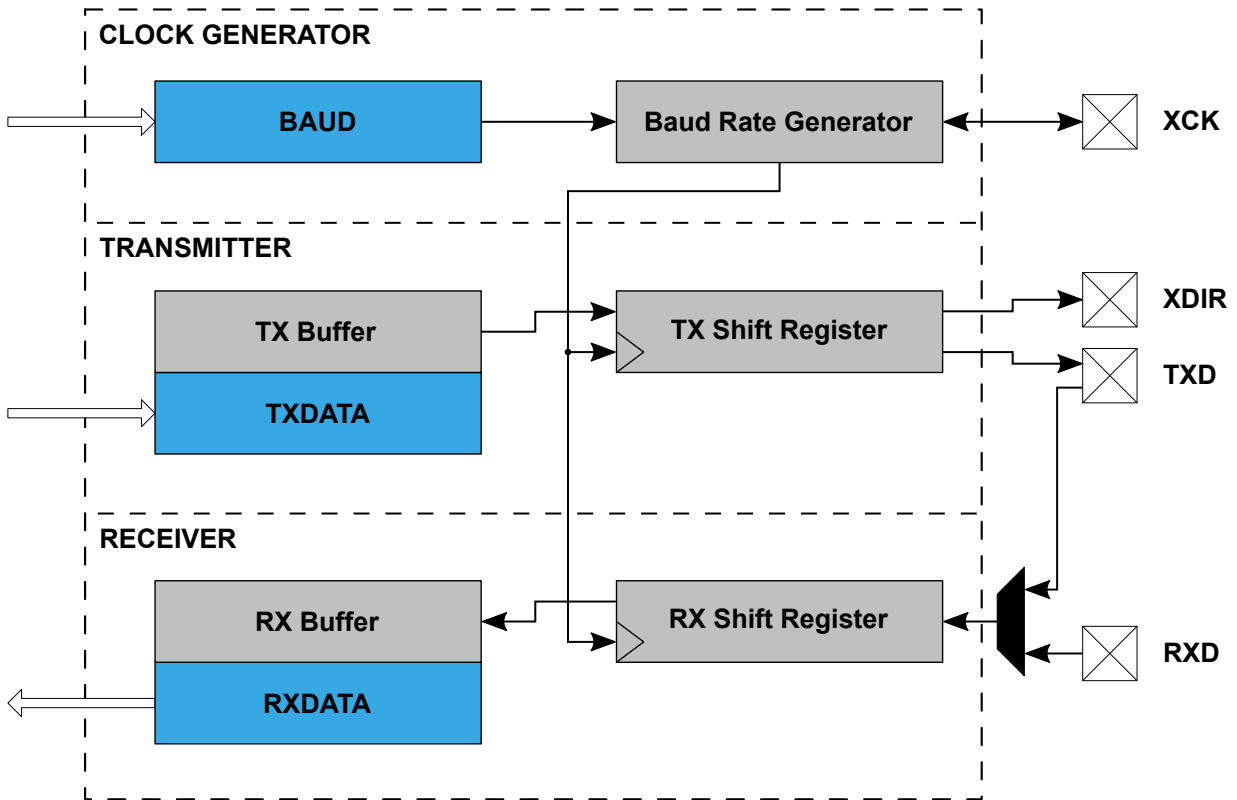 CLOCK GENERATOR
BAUD
Baud Rate Generator
XCK
TRANSMITTER
TX Buffer
TX Shift Register
XDIR
TXD
TXDATA
RECEIVER
RX Buffer
RX Shift Register
RXD
RXDATA